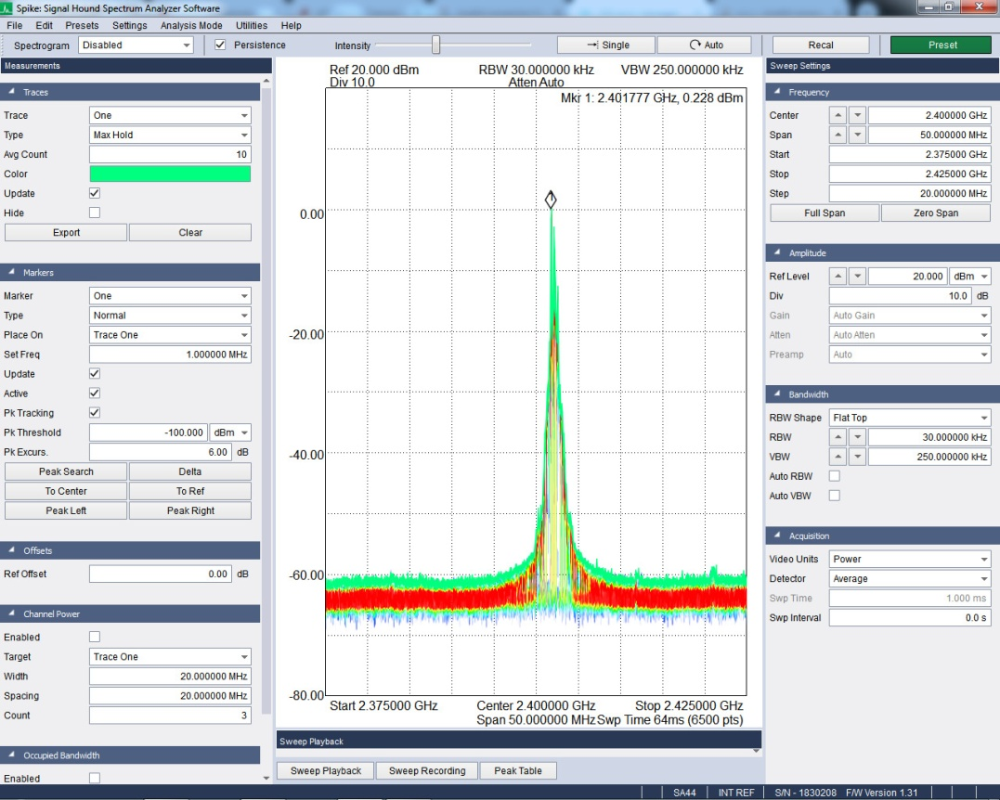 Spike: Signal Hound Spectrum Analyzer Software
File Edit Presets Settings Analysis Mode Utilities Help
Spectrogram Disabled Persistence Intensity Single Auto Recal Preset
Measurements
Traces
Trace One
Type Max Hold
Avg Count 10
Color
Update
Hide
Export Clear
Markers
Marker One
Type Normal
Place On Trace One
Set Freq 1.000000 MHz
Update
Active
Pk Tracking
Pk Threshold -100.000 dBm
Pk Excurs. 6.00 dB
Peak Search Delta
To Center To Ref
Peak Left Peak Right
Offsets
Ref Offset 0.00 dB
Channel Power
Enabled
Target Trace One
Width 20.000000 MHz
Spacing 20.000000 MHz
Count 3
Occupied Bandwidth
Enabled
Ref 20.000 dBm RBW 30.000000 kHz VBW 250.000000 kHz
Div 10.0 Atten Auto
Mkr 1: 2.401777 GHz, 0.228 dBm
1
0.00
-20.00
-40.00
-60.00
-80.00
Start 2.375000 GHz Center 2.400000 GHz Stop 2.425000 GHz
Span 50.000000 MHz Swp Time 64ms (6500 pts)
Sweep Playback
Sweep Playback Sweep Recording Peak Table
Sweep Settings
Frequency
Center 2.400000 GHz
Span 50.000000 MHz
Start 2.375000 GHz
Stop 2.425000 GHz
Step 20.000000 MHz
Full Span Zero Span
Amplitude
Ref Level 20.000 dBm
Div 10.0 dB
Gain Auto Gain
Atten Auto Atten
Preamp Auto
Bandwidth
RBW Shape Flat Top
RBW 30.000000 kHz
VBW 250.000000 kHz
Auto RBW
Auto VBW
Acquisition
Video Units Power
Detector Average
Swp Time 1.000 ms
Swp Interval 0.0 s
SA44 INT REF S/N - 1830208 F/W Version 1.31